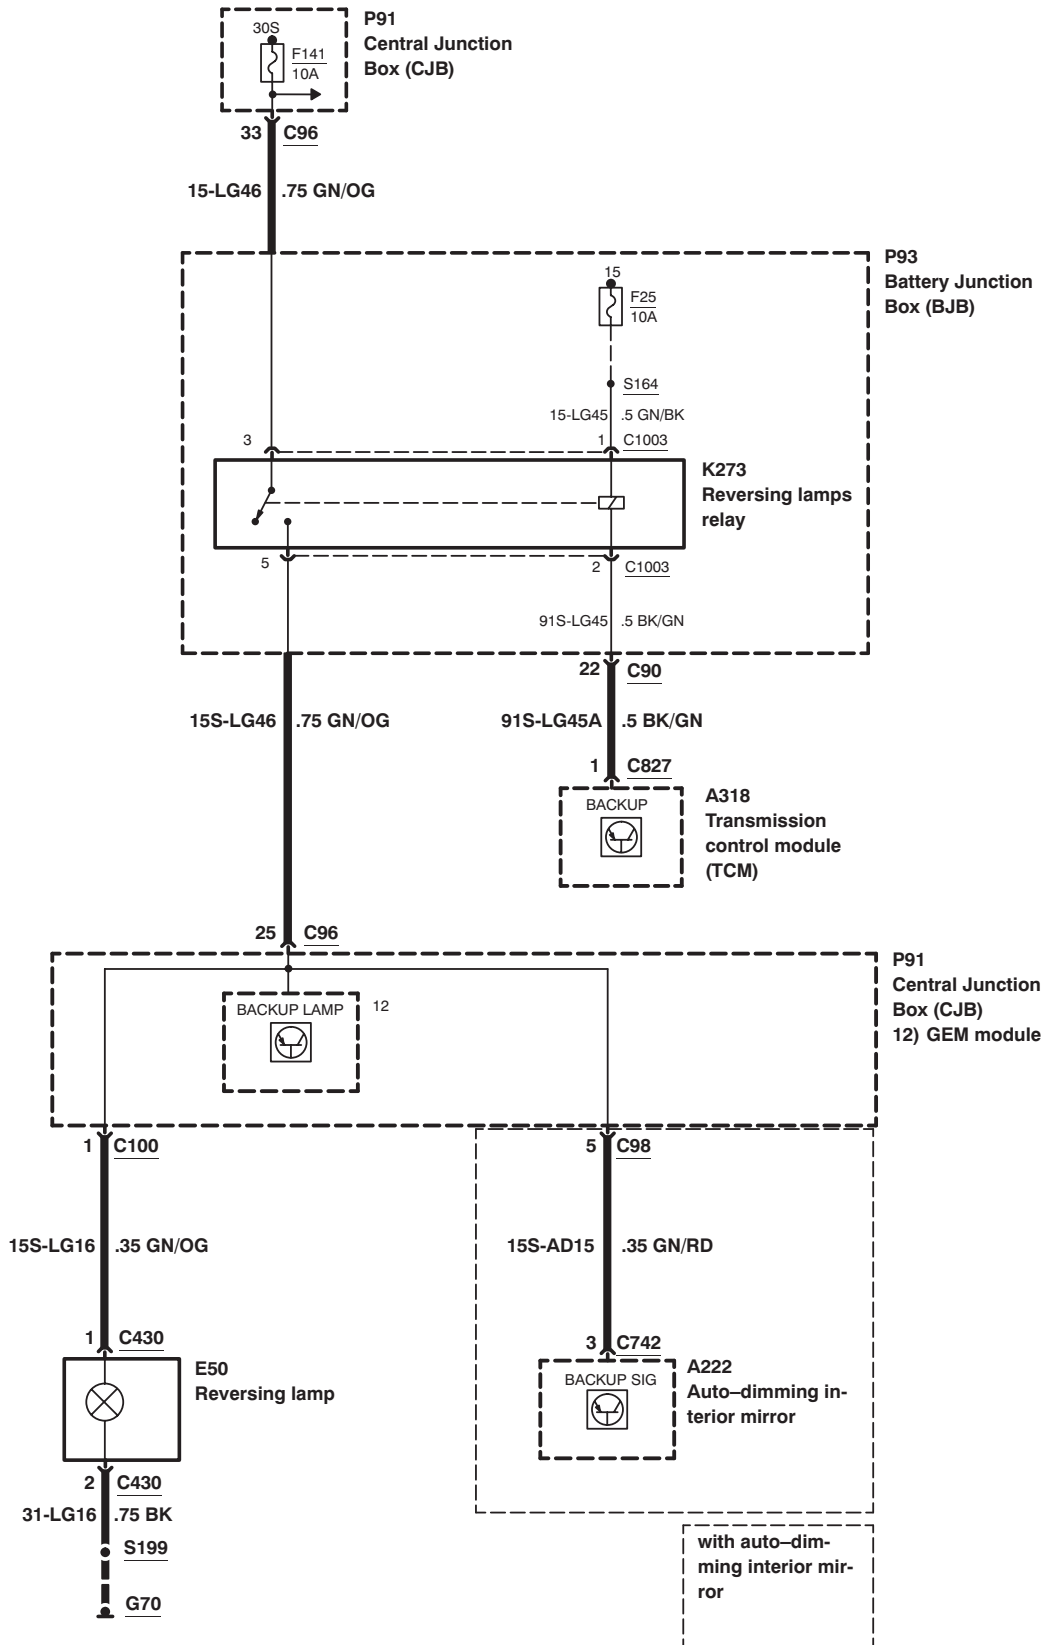 30S
F141
10A
P91
Central Junction
Box (CJB)
33 C96
15-LG46 .75 GN/OG
P93
Battery Junction
Box (BJB)
15
F25
10A
S164
15-LG45 .5 GN/BK
3
1 C1003
K273
Reversing lamps
relay
5
2 C1003
91S-LG45 .5 BK/GN
22 C90
15S-LG46 .75 GN/OG
91S-LG45A .5 BK/GN
1 C827
BACKUP
A318
Transmission
control module
(TCM)
25 C96
BACKUP LAMP
12
P91
Central Junction
Box (CJB)
12) GEM module
1 C100
5 C98
15S-LG16 .35 GN/OG
15S-AD15 .35 GN/RD
1 C430
3 C742
E50
Reversing lamp
BACKUP SIG
A222
Auto–dimming in-
terior mirror
2 C430
31-LG16 .75 BK
S199
G70
with auto–dim-
ming interior mir-
ror